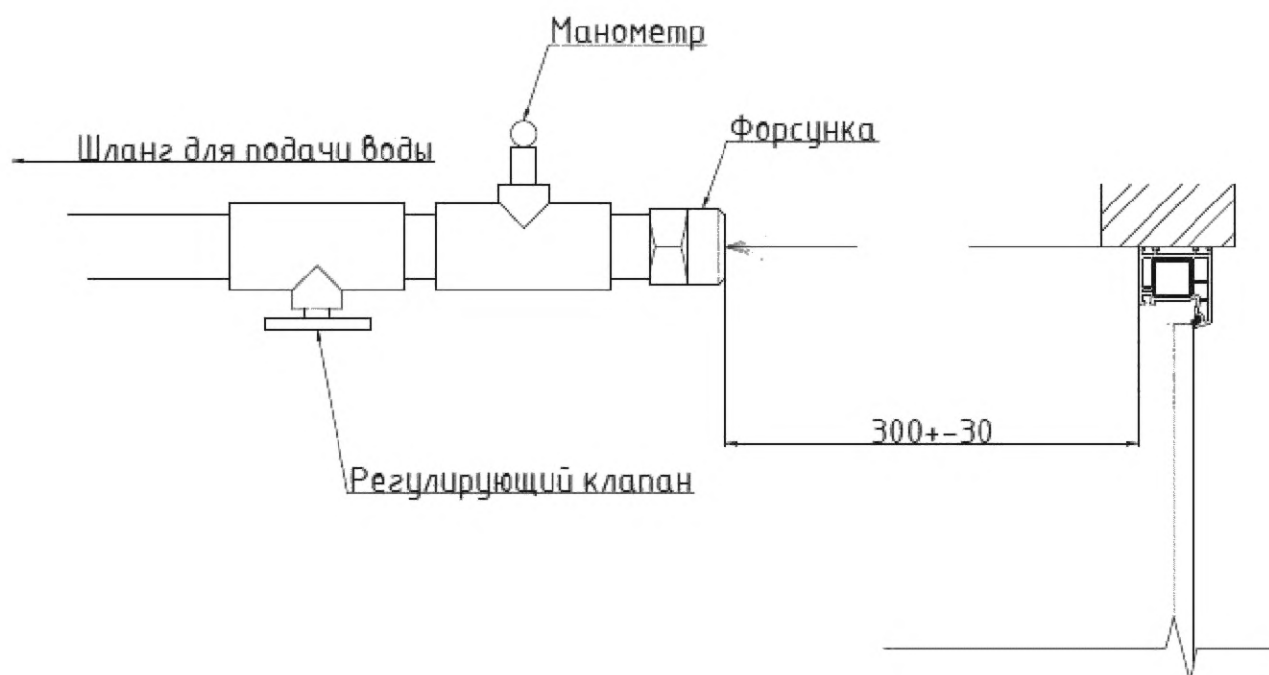 Манометр
Форсунка
Шланг для подачи воды
300+-30
Регулирующий клапан